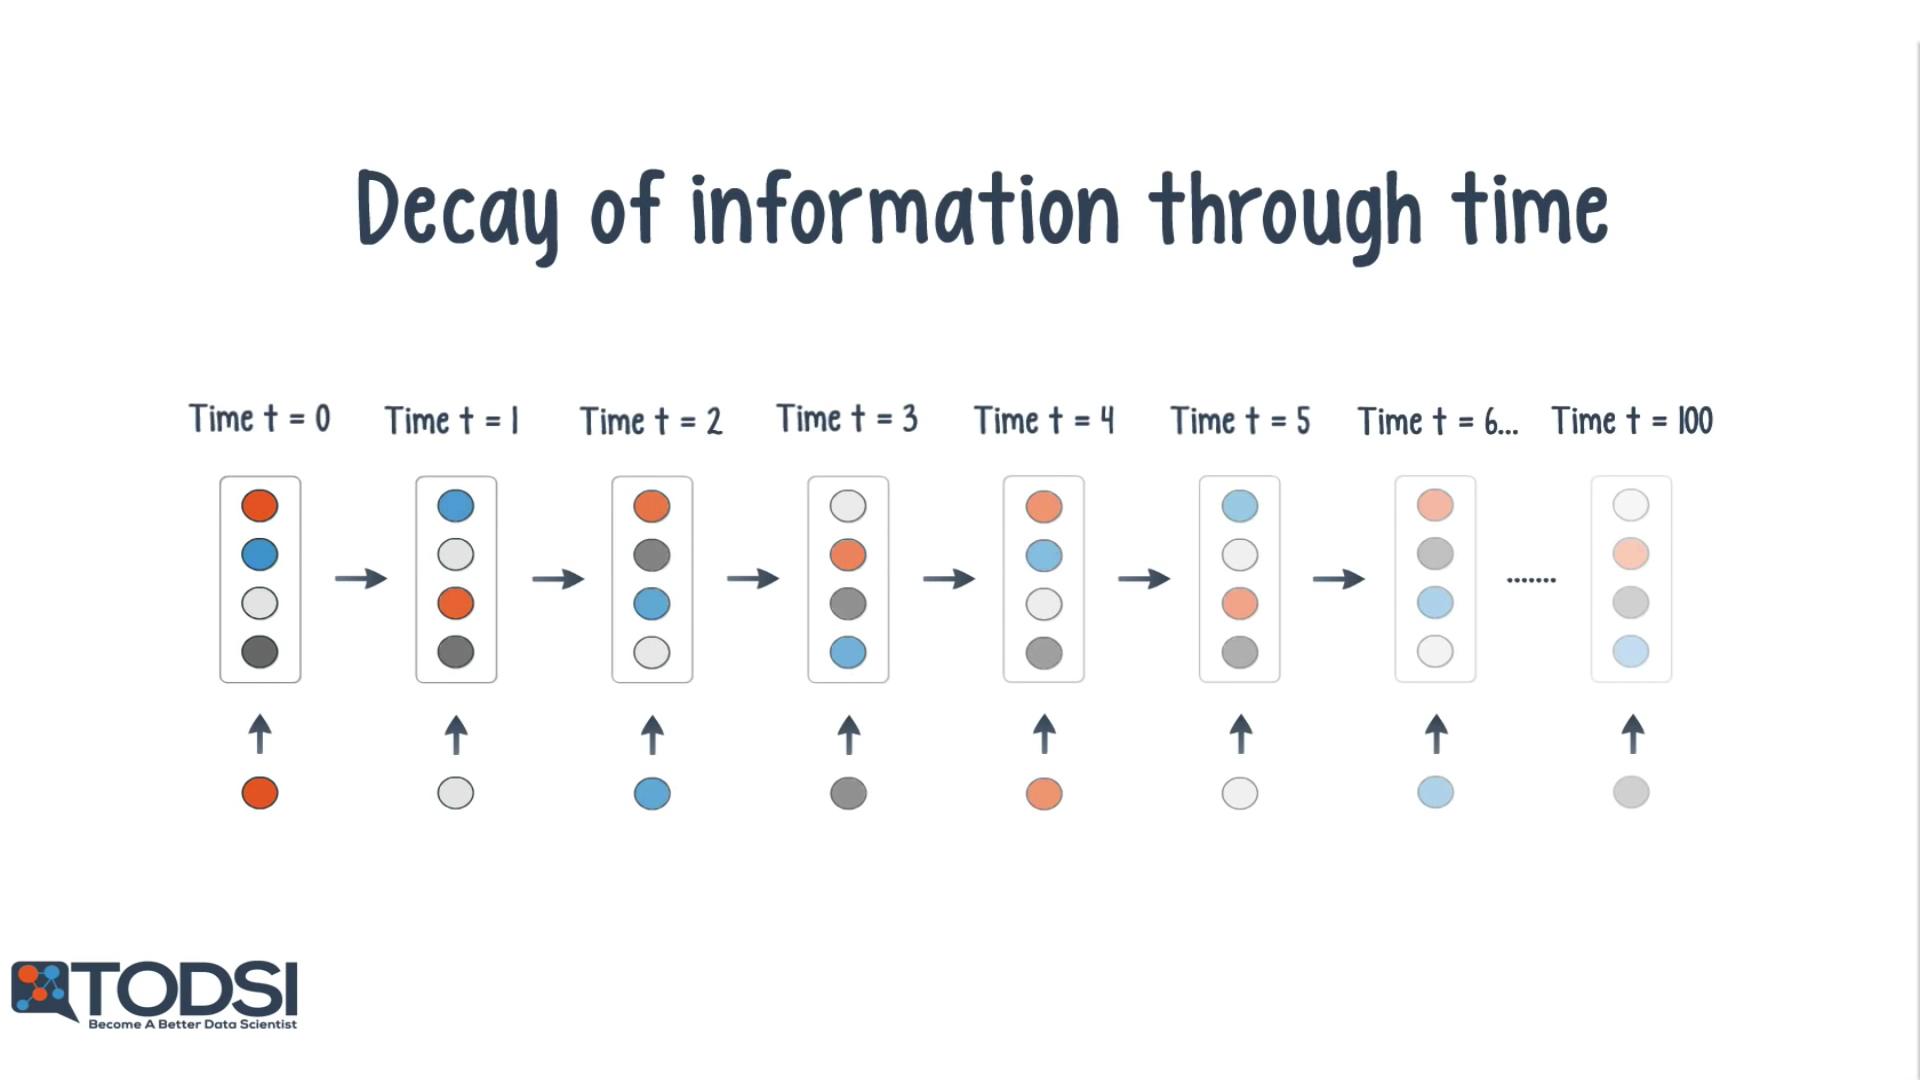 Decay of information through time
Time t = 0 Time t = 1 Time t = 2 Time t = 3 Time t = 4 Time t = 5 Time t = 6... Time t = 100
.......
TODSI
Become A Better Data Scientist